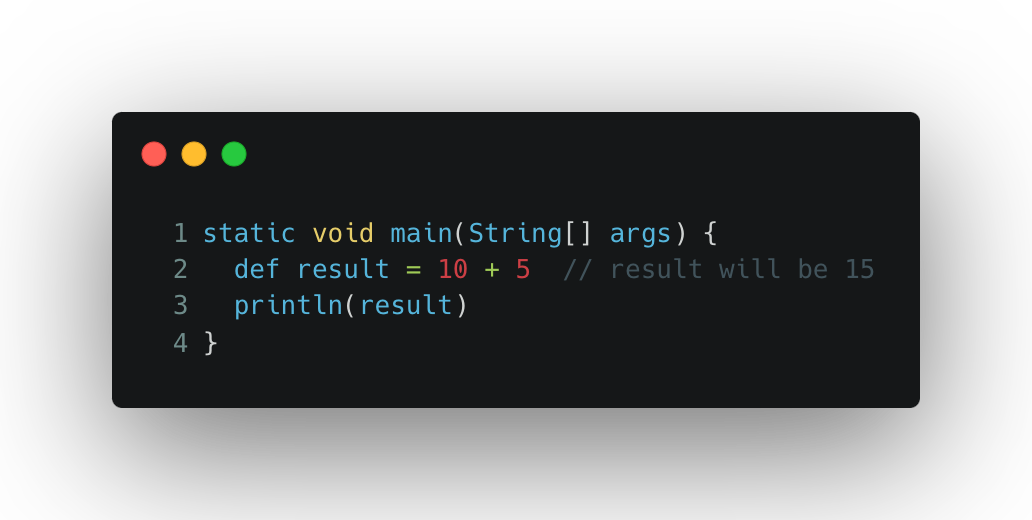 1 static void main(String[] args) {
2   def result = 10 + 5  // result will be 15
3   println(result)
4 }